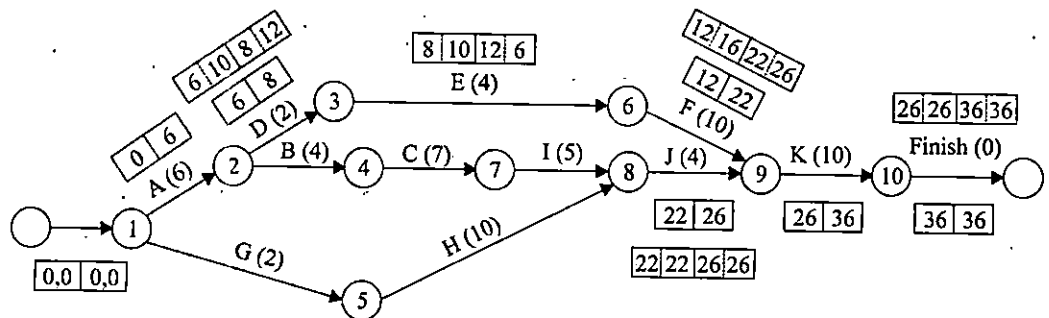 6 10 8 12
8 10 12 6
12 16 22 26
6 8
E (4)
12 22
3
6
26 26 36 36
0 6
D (2)
F (10)
Finish (0)
A (6)
2
B (4)
4
C (7)
7
I (5)
8
J (4)
9
K (10)
10
1
22 26
26 36
36 36
G (2)
H (10)
0,0 0,0
22 22 26 26
5